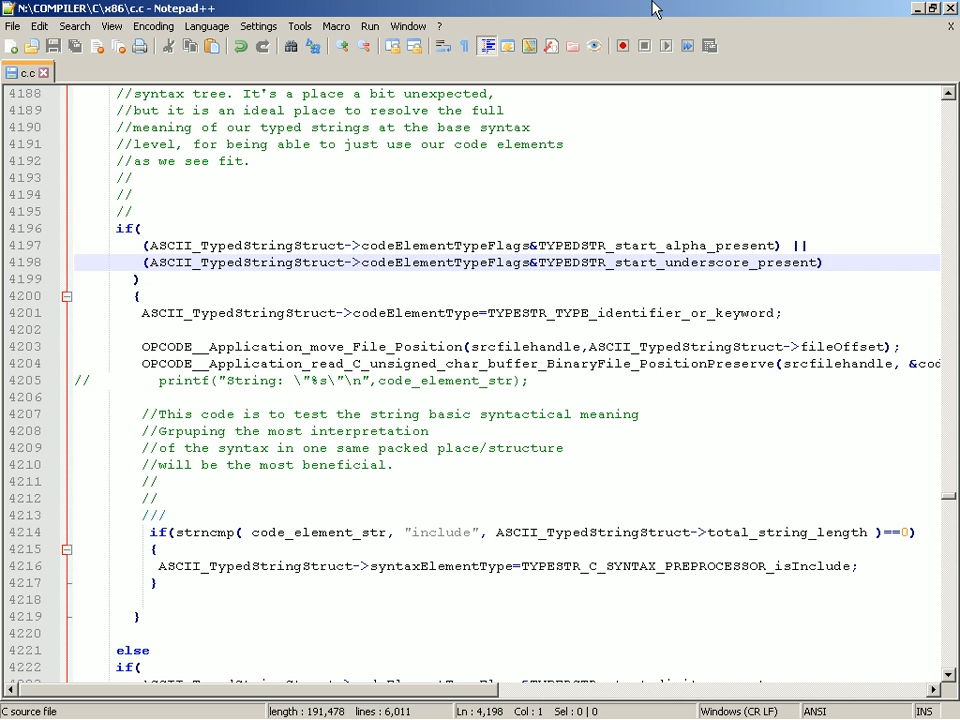 N:\COMPILER\C\x86\c.c - Notepad++
File Edit Search View Encoding Language Settings Tools Macro Run Window ? X
c.c
4188 //syntax tree. It's a place a bit unexpected,
4189 //but it is an ideal place to resolve the full
4190 //meaning of our typed strings at the base syntax
4191 //level, for being able to just use our code elements
4192 //as we see fit.
4193 //
4194 //
4195 //
4196 if(
4197 (ASCII_TypedStringStruct->codeElementTypeFlags&TYPEDSTR_start_alpha_present) ||
4198 (ASCII_TypedStringStruct->codeElementTypeFlags&TYPEDSTR_start_underscore_present)
4199 )
4200 {
4201 ASCII_TypedStringStruct->codeElementType=TYPESTR_TYPE_identifier_or_keyword;
4202
4203 OPCODE__Application_move_File_Position(srcfilehandle,ASCII_TypedStringStruct->fileOffset);
4204 OPCODE__Application_read_C_unsigned_char_buffer_BinaryFile_PositionPreserve(srcfilehandle, &cod
4205 // printf("String: \"%s\"\n",code_element_str);
4206
4207 //This code is to test the string basic syntactical meaning
4208 //Grpuping the most interpretation
4209 //of the syntax in one same packed place/structure
4210 //will be the most beneficial.
4211 //
4212 //
4213 ///
4214 if(strncmp( code_element_str, "include", ASCII_TypedStringStruct->total_string_length )==0)
4215 {
4216 ASCII_TypedStringStruct->syntaxElementType=TYPESTR_C_SYNTAX_PREPROCESSOR_isInclude;
4217 }
4218
4219 }
4220
4221 else
4222 if(
C source file length : 191,478 lines : 6,011 Ln : 4,198 Col : 1 Sel : 0 | 0 Windows (CR LF) ANSI INS